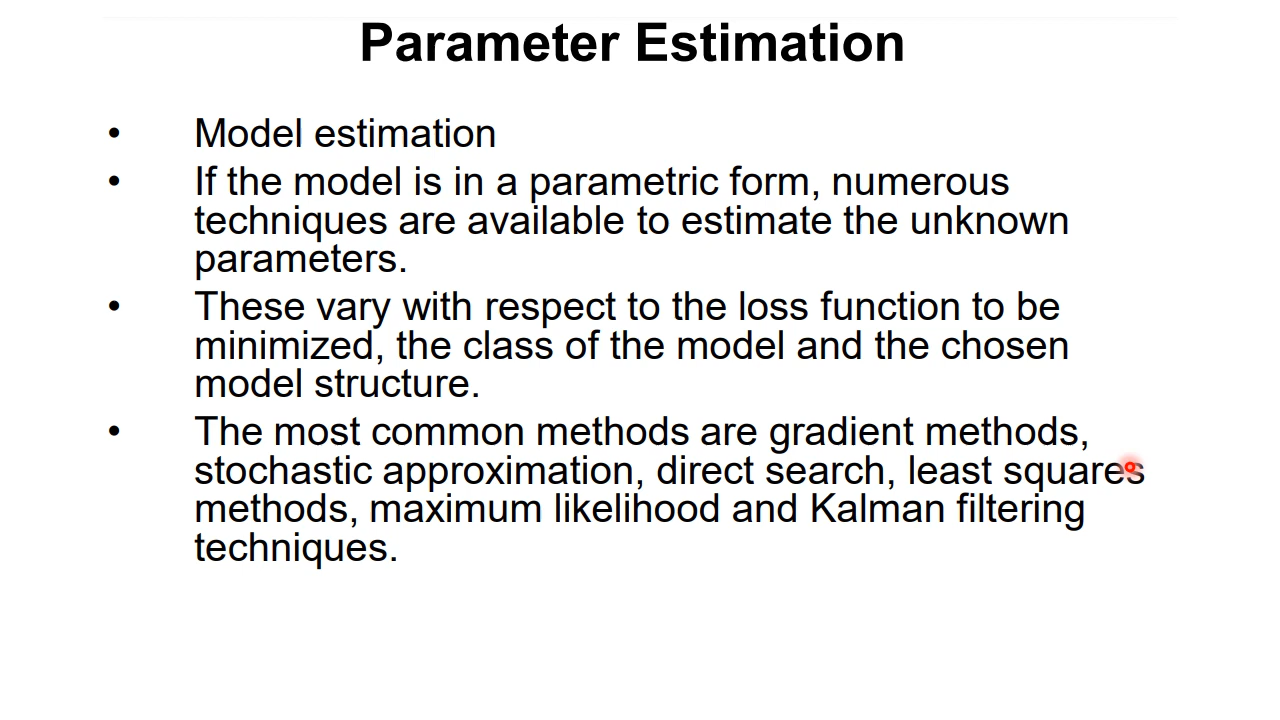 Parameter Estimation
• Model estimation
• If the model is in a parametric form, numerous
techniques are available to estimate the unknown
parameters.
• These vary with respect to the loss function to be
minimized, the class of the model and the chosen
model structure.
• The most common methods are gradient methods,
stochastic approximation, direct search, least squares
methods, maximum likelihood and Kalman filtering
techniques.